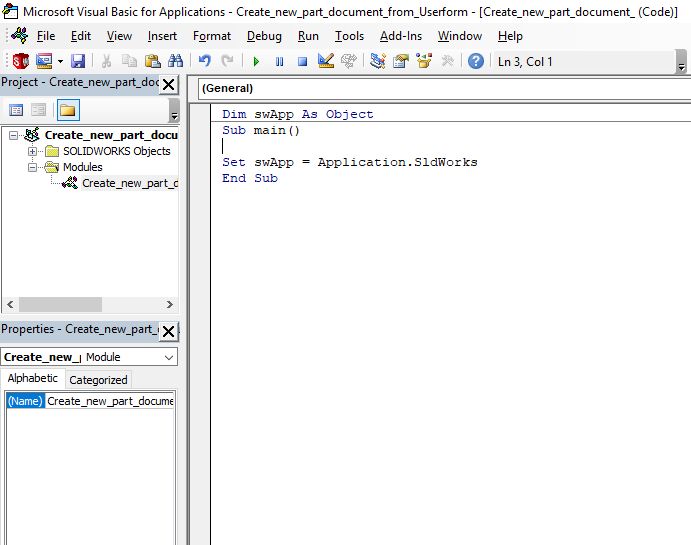 Microsoft Visual Basic for Applications - Create_new_part_document_from_Userform - [Create_new_part_document_ (Code)]
File Edit View Insert Format Debug Run Tools Add-Ins Window Help
Ln 3, Col 1
Project - Create_new_part_doc
Create_new_part_docu
SOLIDWORKS Objects
Modules
Create_new_part_d
Properties - Create_new_part_
Create_new_ Module
Alphabetic Categorized
(Name) Create_new_part_docume
(General)
Dim swApp As Object
Sub main()
Set swApp = Application.SldWorks
End Sub